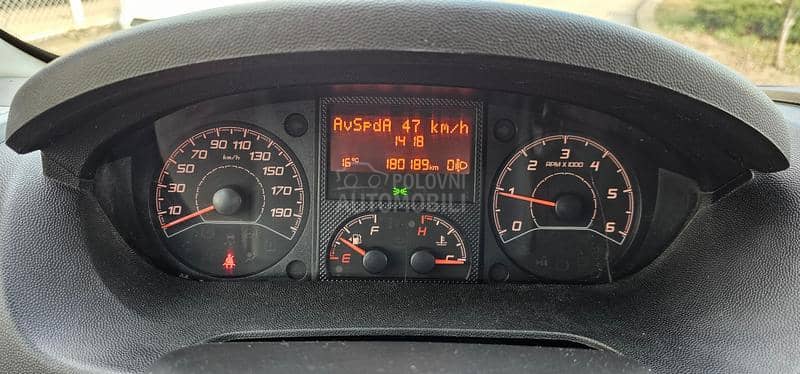 AvSpdA 47 km/h
14:18
16°C 180189km 0
10 30 50 70 90 110 130 150 170 190
km/h
F
E
H
C
0 1 2 3 4 5 6
RPM X 1000
POLOVNI
AUTOMOBILI